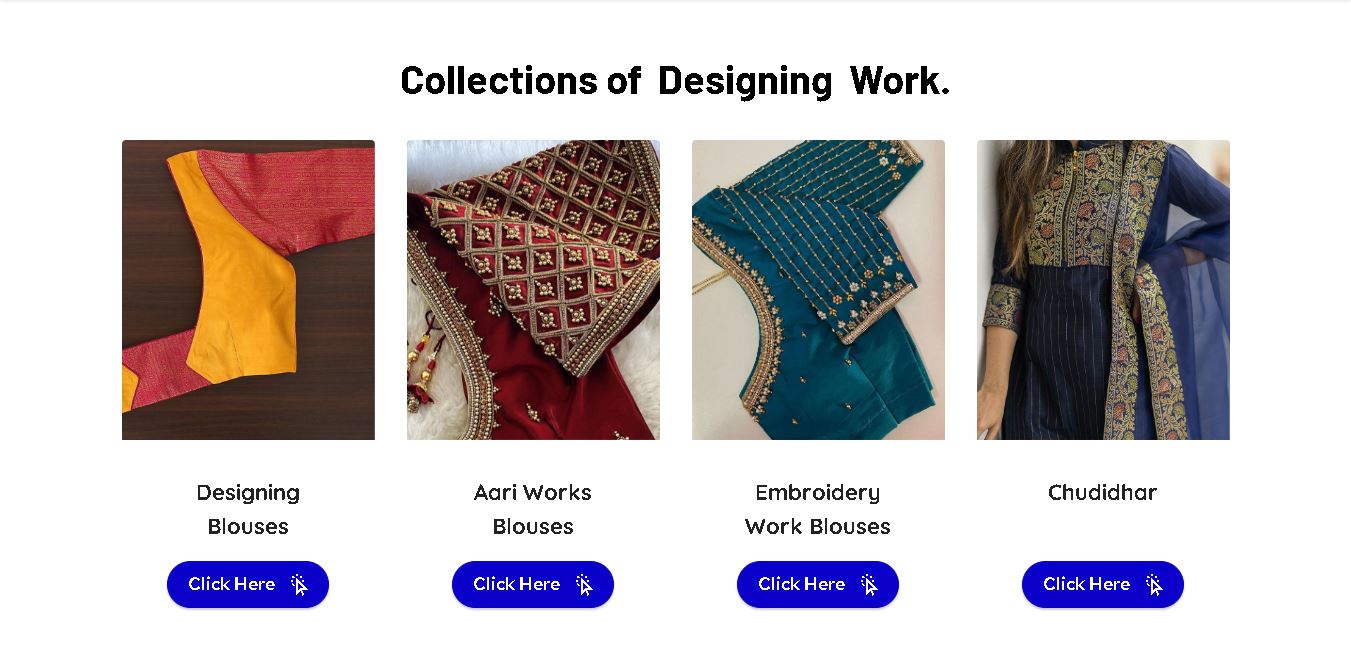 Collections of Designing Work.
Designing
Blouses
Aari Works
Blouses
Embroidery
Work Blouses
Chudidhar
Click Here
Click Here
Click Here
Click Here